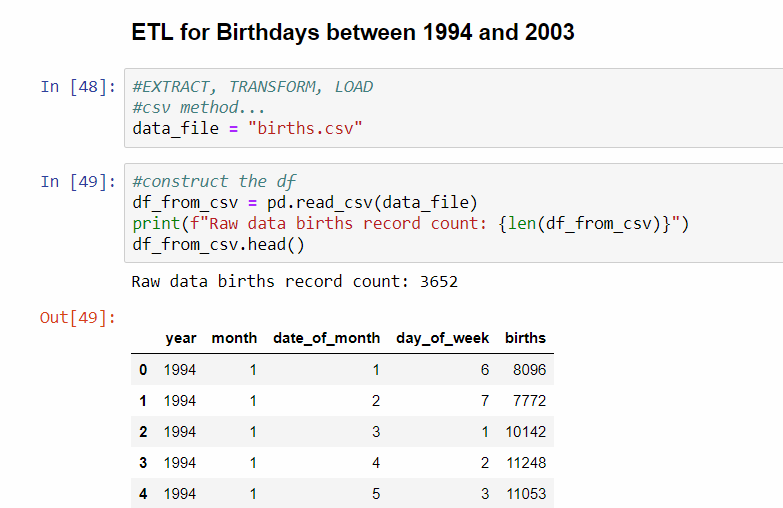 ETL for Birthdays between 1994 and 2003
In [48]: #EXTRACT, TRANSFORM, LOAD
#csv method...
data_file = "births.csv"
In [49]: #construct the df
df_from_csv = pd.read_csv(data_file)
print(f"Raw data births record count: {len(df_from_csv)}")
df_from_csv.head()
Raw data births record count: 3652
Out[49]:
year month date_of_month day_of_week births
0 1994 1 1 6 8096
1 1994 1 2 7 7772
2 1994 1 3 1 10142
3 1994 1 4 2 11248
4 1994 1 5 3 11053